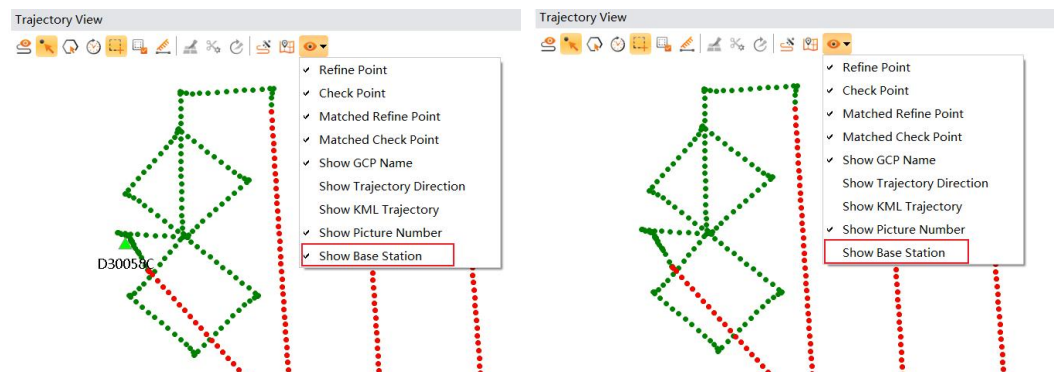 Trajectory View
Refine Point
Check Point
Matched Refine Point
Matched Check Point
Show GCP Name
Show Trajectory Direction
Show KML Trajectory
Show Picture Number
Show Base Station
D30058C
Trajectory View
Refine Point
Check Point
Matched Refine Point
Matched Check Point
Show GCP Name
Show Trajectory Direction
Show KML Trajectory
Show Picture Number
Show Base Station